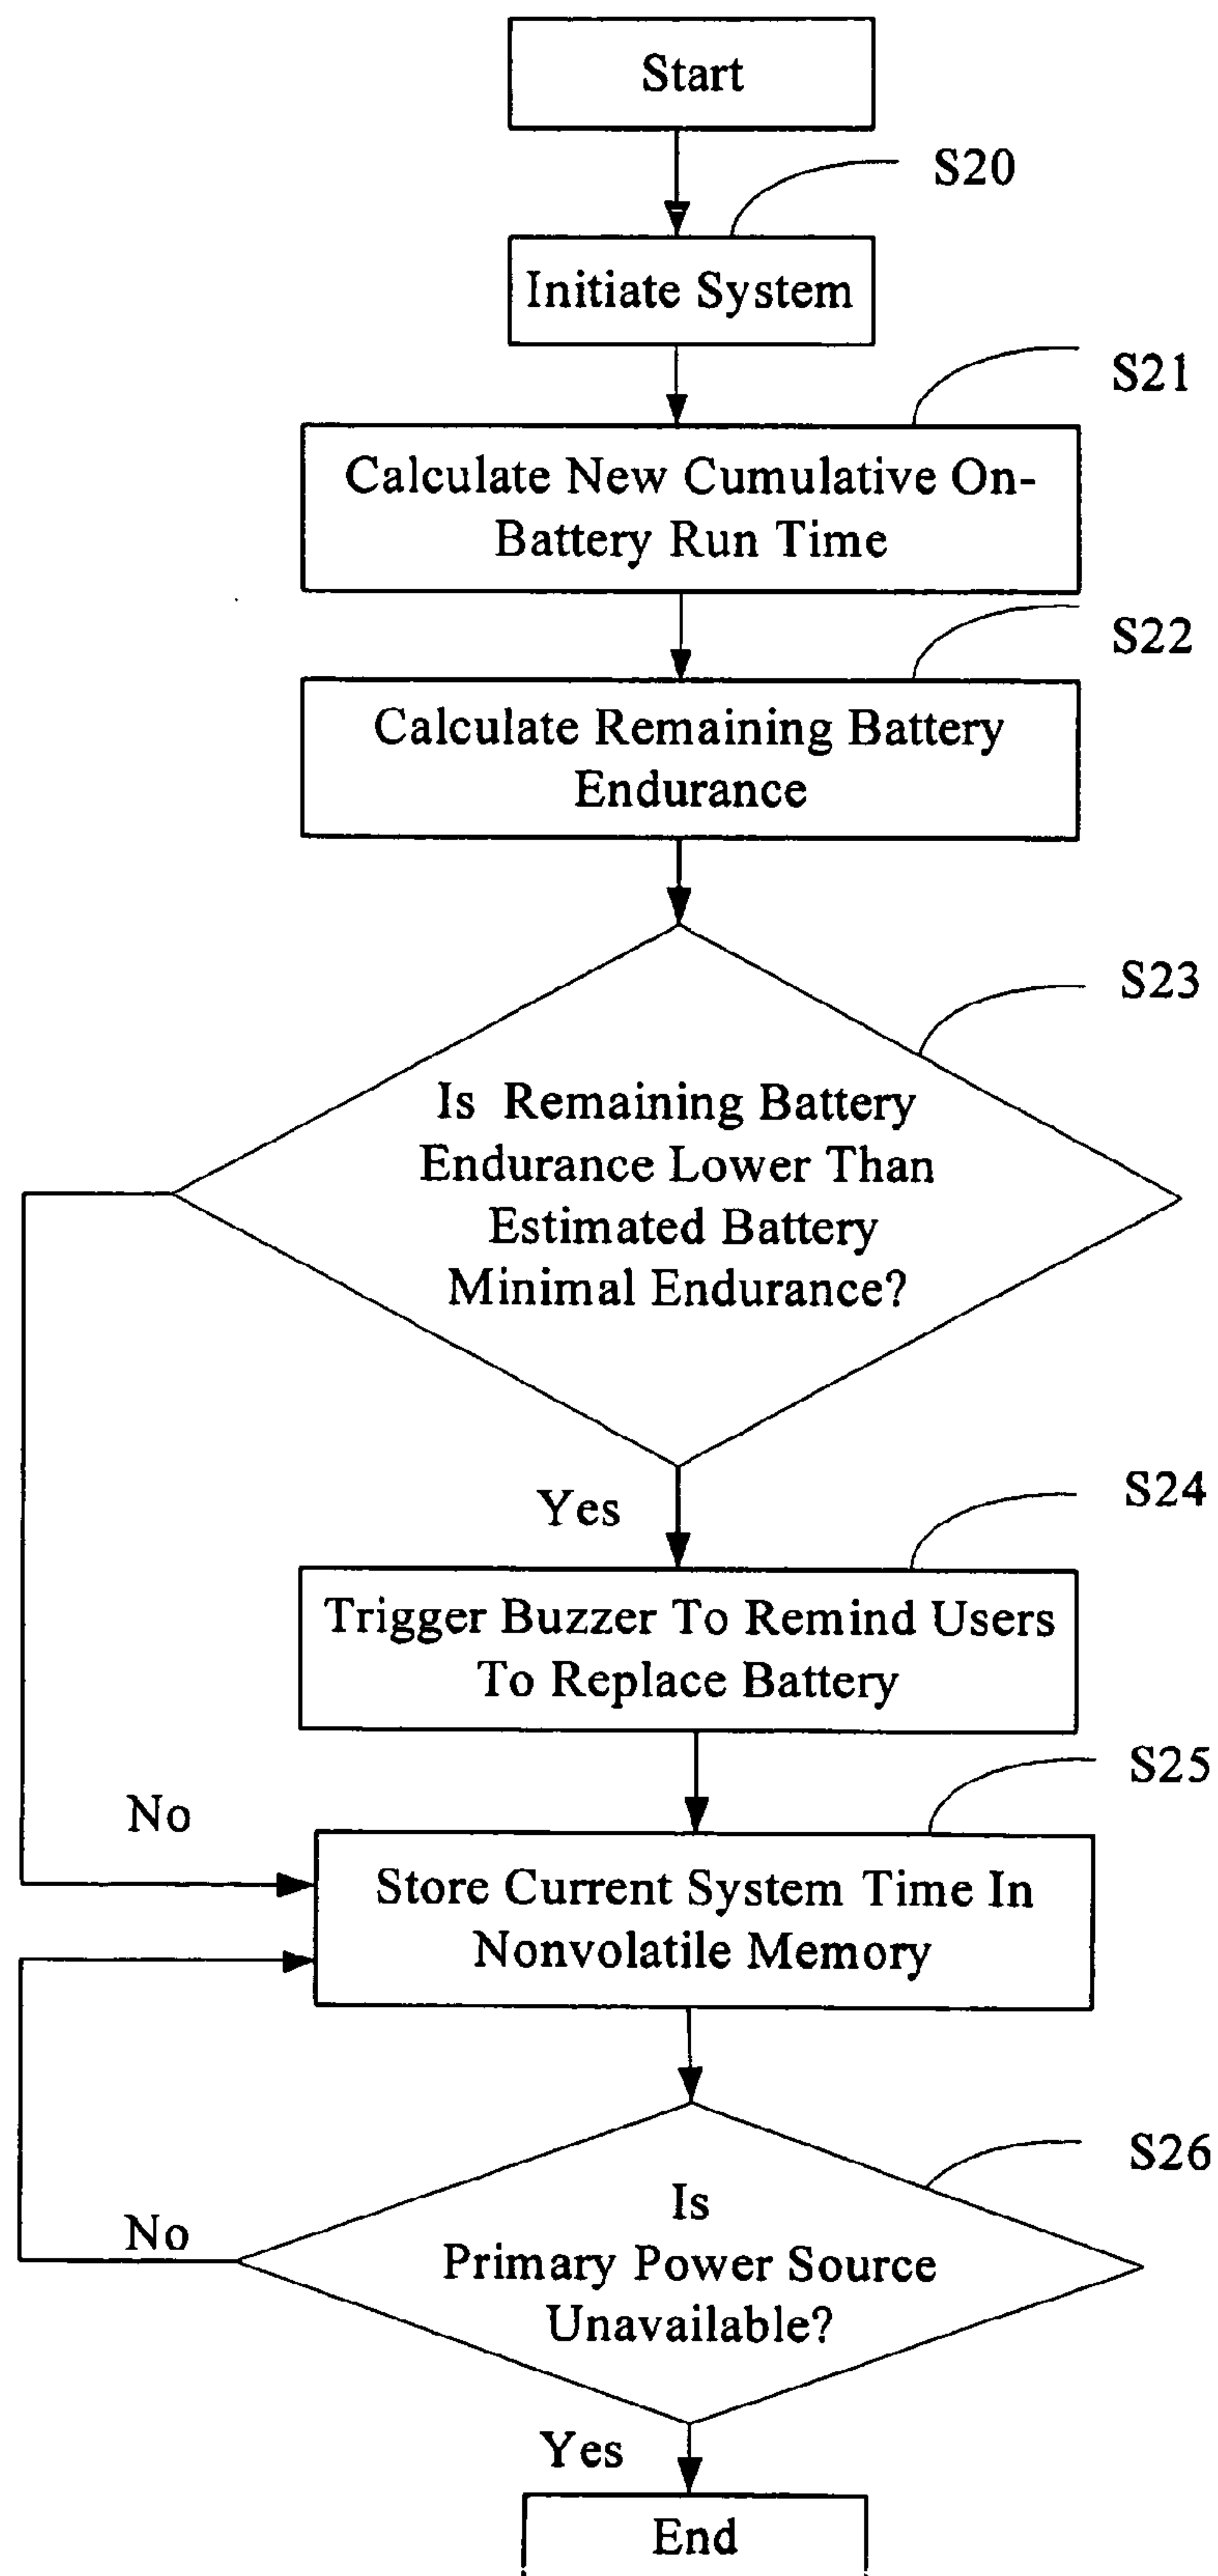 Start
S20
Initiate System
S21
Calculate New Cumulative On-
Battery Run Time
S22
Calculate Remaining Battery
Endurance
S23
Is Remaining Battery
Endurance Lower Than
Estimated Battery
Minimal Endurance?
S24
Yes
Trigger Buzzer To Remind Users
To Replace Battery
S25
No
Store Current System Time In
Nonvolatile Memory
S26
Is
No
Primary Power Source
Unavailable?
Yes
End